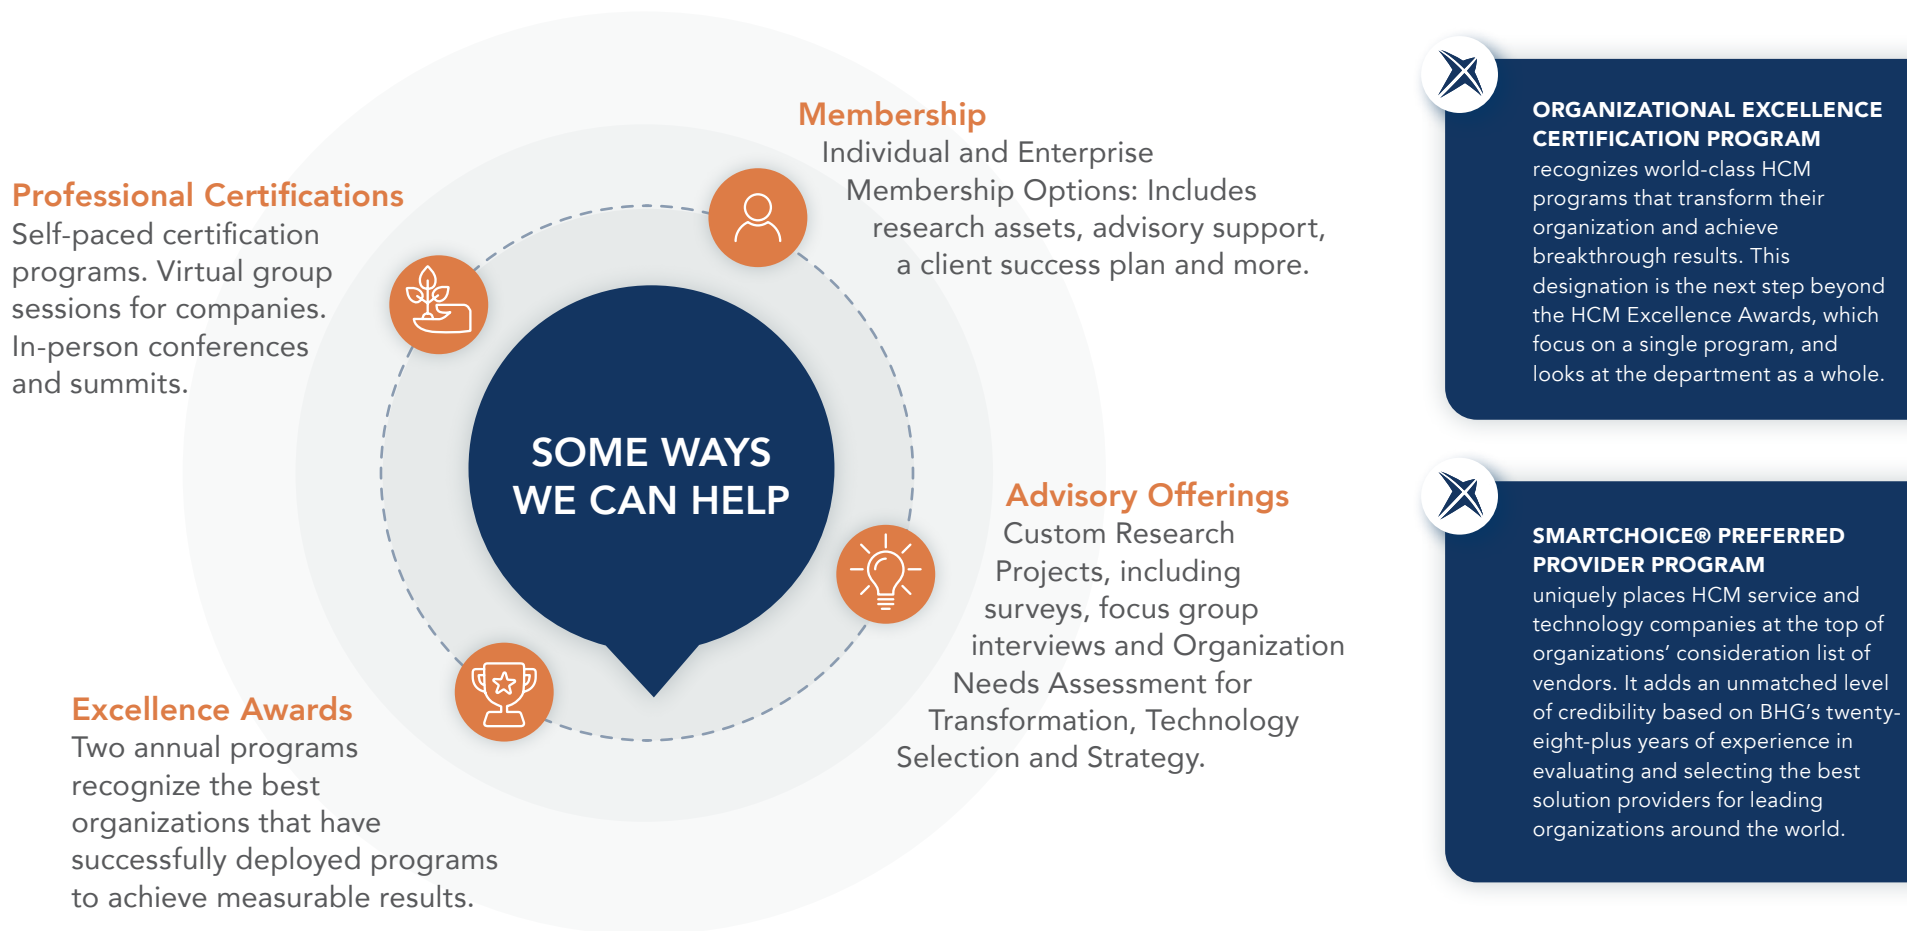 Professional Certifications
Self-paced certification
programs. Virtual group
sessions for companies.
In-person conferences
and summits.
Membership
Individual and Enterprise
Membership Options: Includes
research assets, advisory support,
a client success plan and more.
SOME WAYS
WE CAN HELP
Advisory Offerings
Custom Research
Projects, including
surveys, focus group
interviews and Organization
Needs Assessment for
Transformation, Technology
Selection and Strategy.
Excellence Awards
Two annual programs
recognize the best
organizations that have
successfully deployed programs
to achieve measurable results.
ORGANIZATIONAL EXCELLENCE
CERTIFICATION PROGRAM
recognizes world-class HCM
programs that transform their
organization and achieve
breakthrough results. This
designation is the next step beyond
the HCM Excellence Awards, which
focus on a single program, and
looks at the department as a whole.
SMARTCHOICE® PREFERRED
PROVIDER PROGRAM
uniquely places HCM service and
technology companies at the top of
organizations’ consideration list of
vendors. It adds an unmatched level
of credibility based on BHG’s twenty-
eight-plus years of experience in
evaluating and selecting the best
solution providers for leading
organizations around the world.